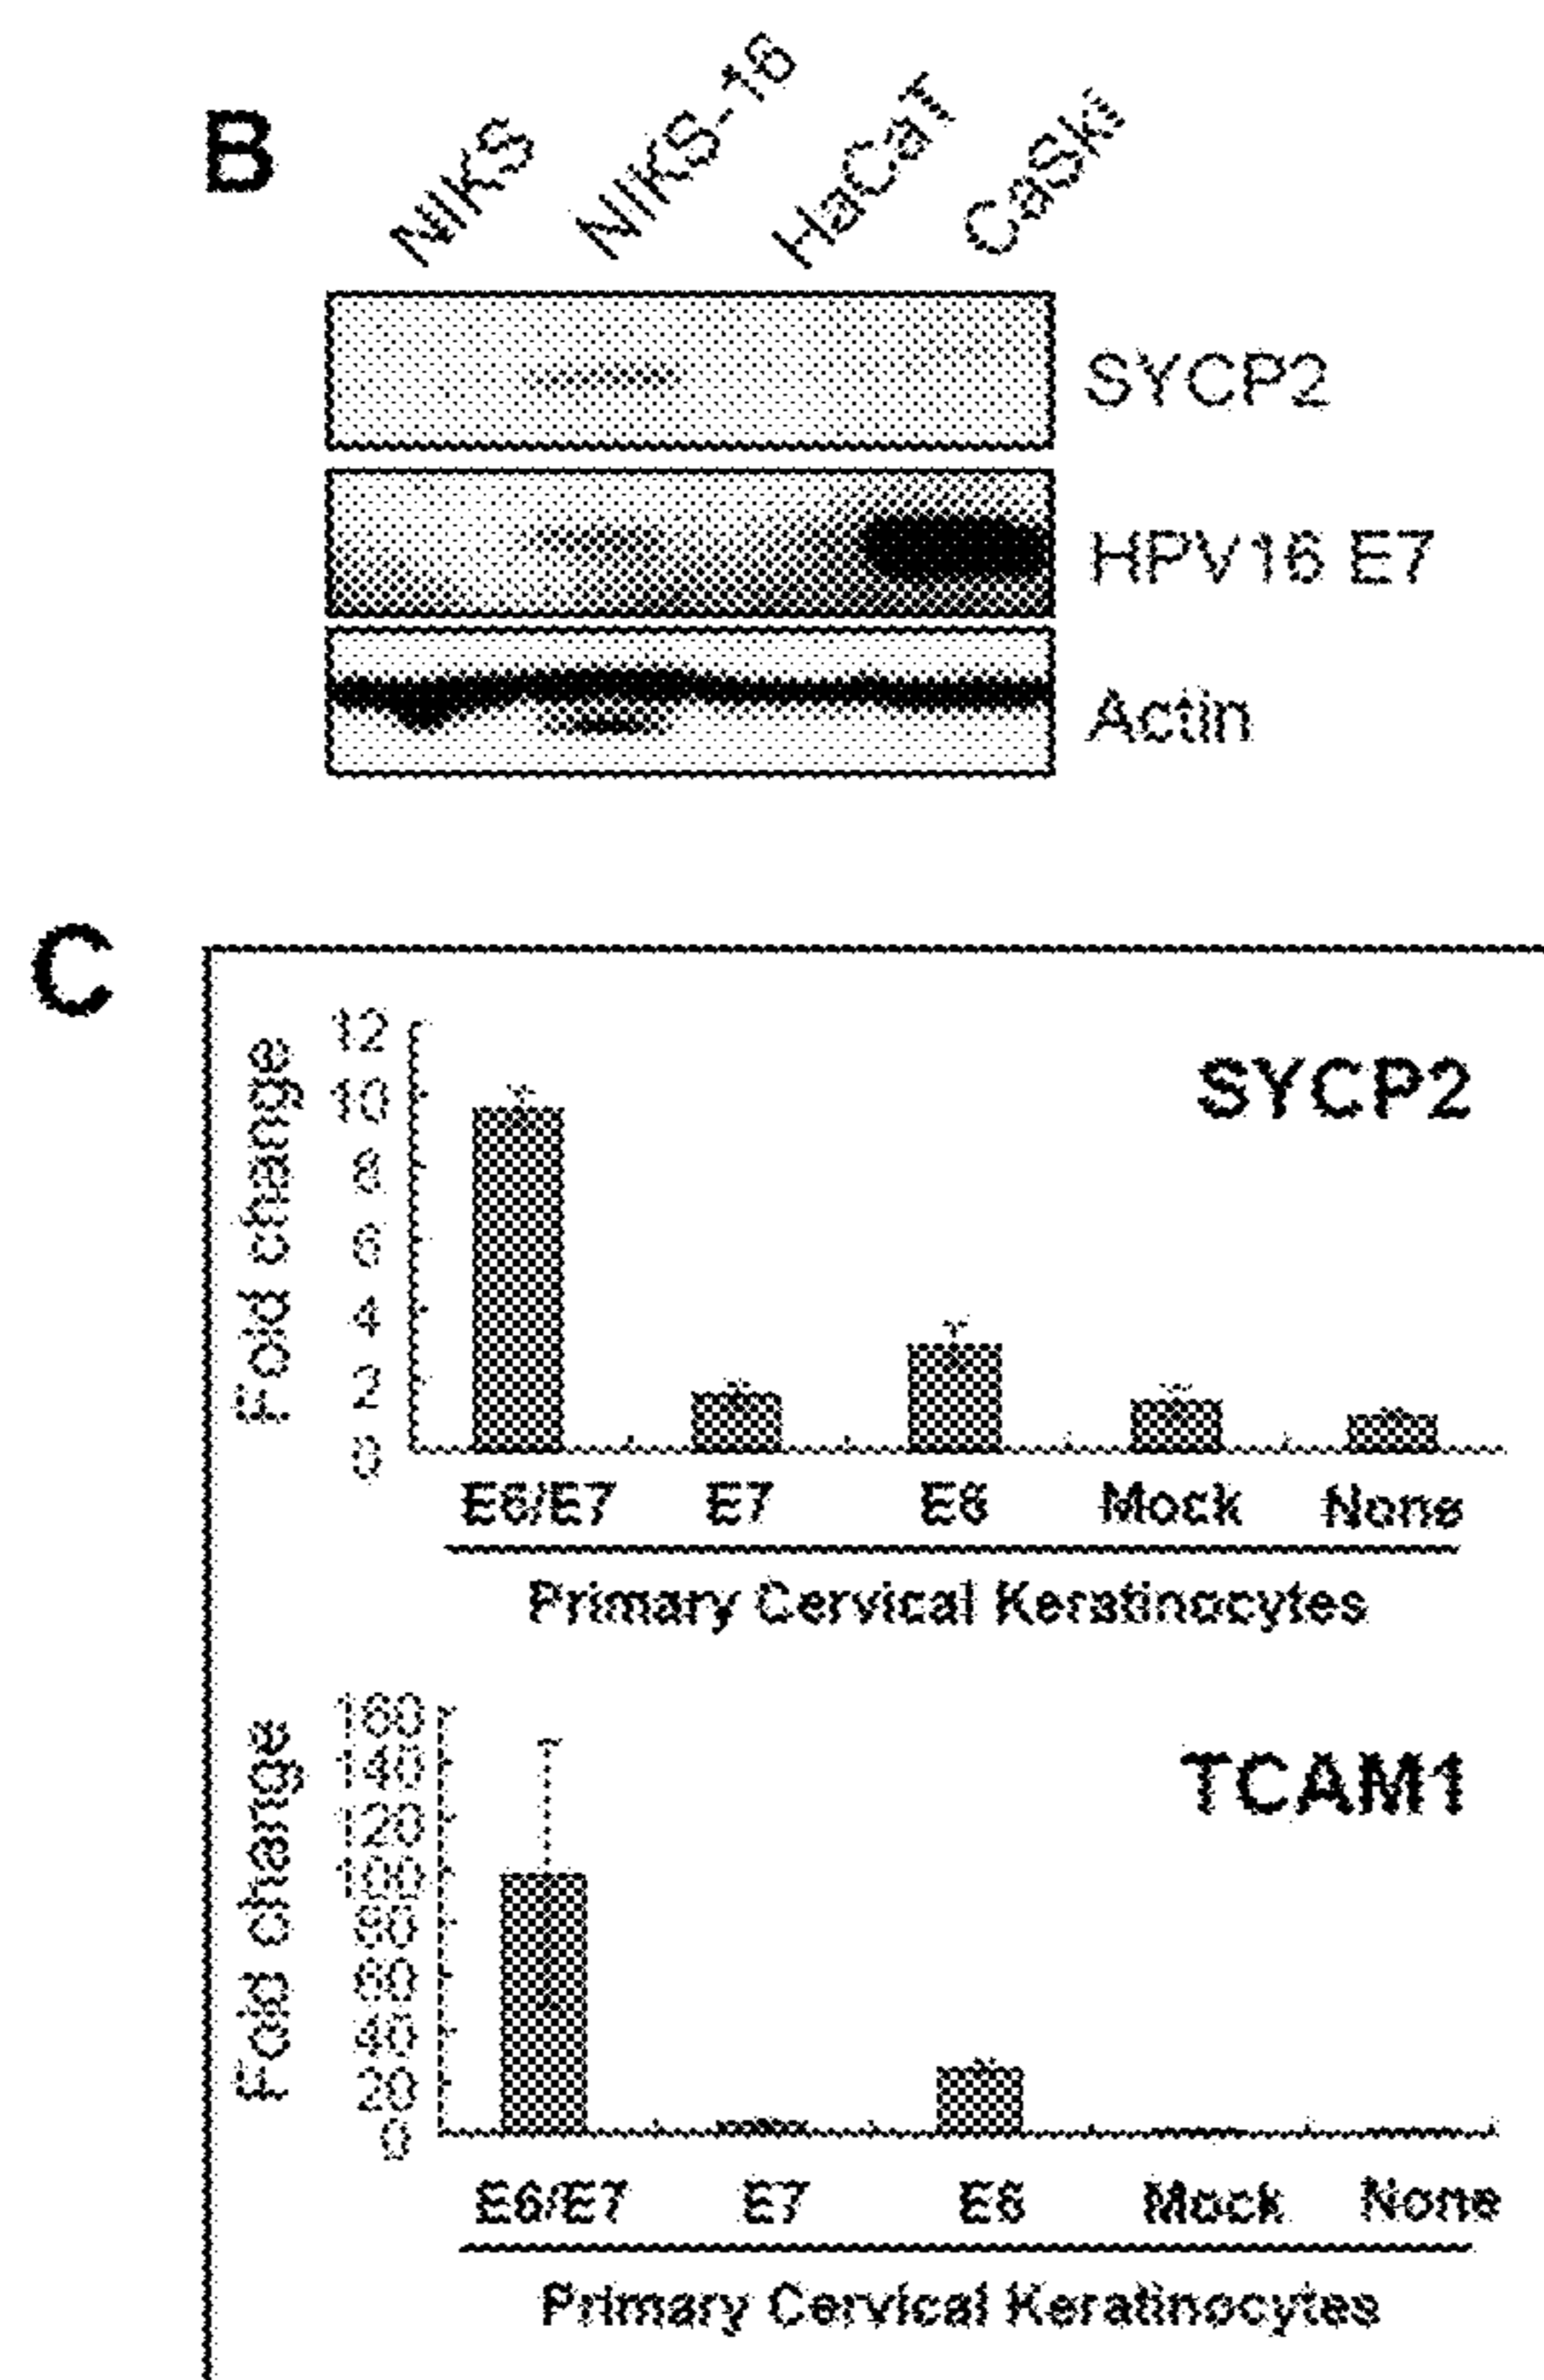 B
NIKS NIKS-16 HaCaT CaSki
SYCP2
HPV16 E7
Actin
C
SYCP2
Fold change
12
10
8
6
4
2
0
E6/E7 E7 E6 Mock None
Primary Cervical Keratinocytes
TCAM1
Fold change
160
140
120
100
80
60
40
20
0
E6/E7 E7 E6 Mock None
Primary Cervical Keratinocytes